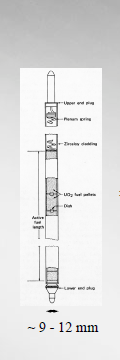 Upper end plug
Plenum spring
Zircaloy cladding
UO2 fuel pellets
Dish
Active
fuel
length
Lower end plug
~ 9 - 12 mm